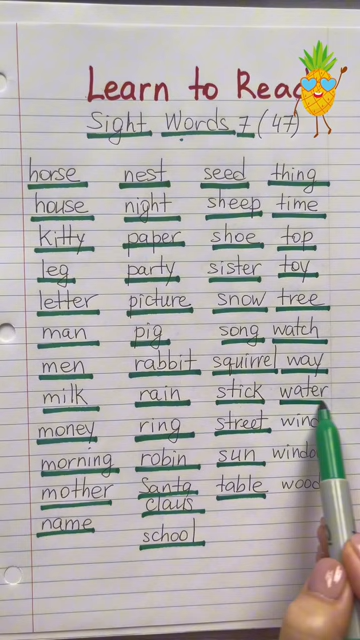 Learn to Read
Sight Words 7 (47)
horse nest seed thing
house night sheep time
kitty paper shoe top
leg party sister toy
letter picture snow tree
man pig song watch
men rabbit squirrel way
milk rain stick water
money ring street
morning robin sun
mother Santa table wood
claus
name school